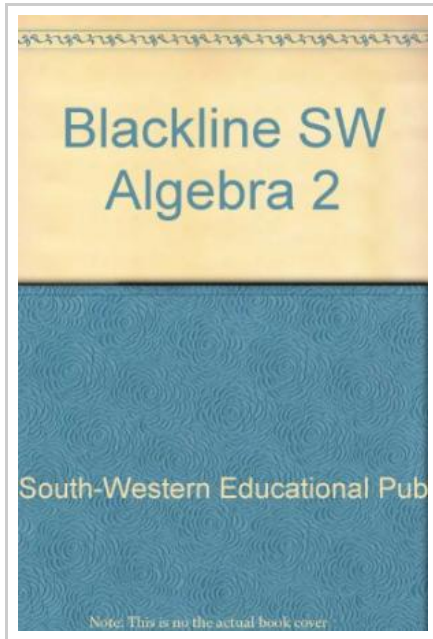 Blackline SW
Algebra 2
South-Western Educational Pub
Note: This is no the actual book cover